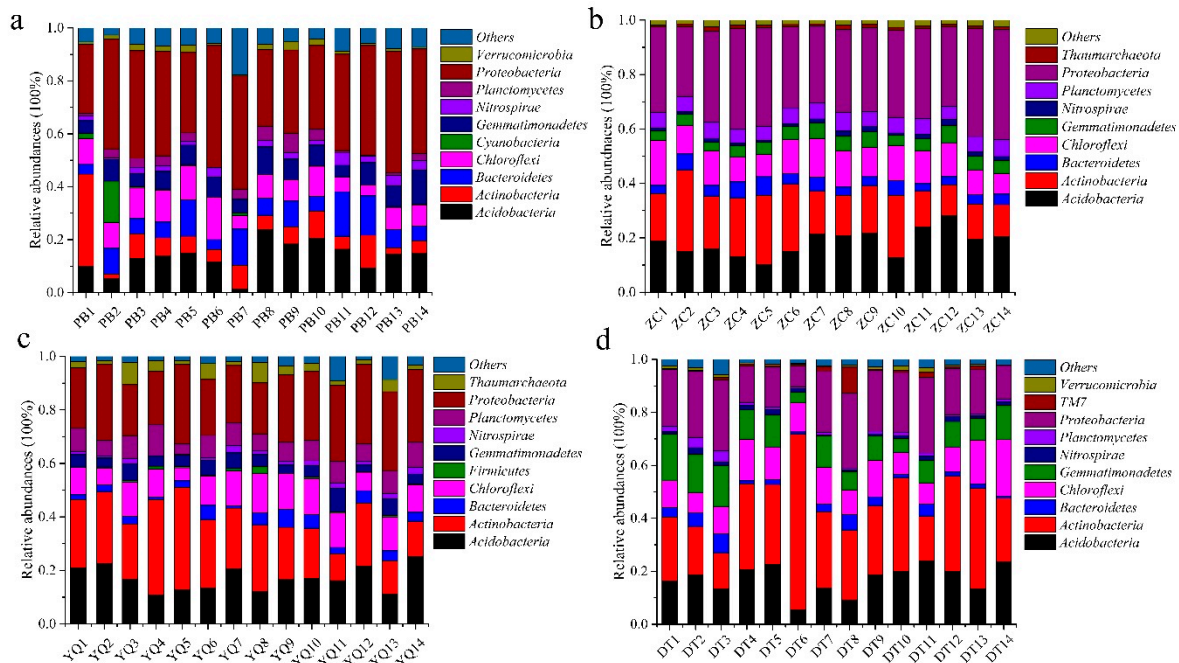 a
Relative abundances (100%)
1.0
0.8
0.6
0.4
0.2
0.0
PB1
PB2
PB3
PB4
PB5
PB6
PB7
PB8
PB9
PB10
PB11
PB12
PB13
PB14
Others
Verrucomicrobia
Proteobacteria
Planctomycetes
Nitrospirae
Gemmatimonadetes
Cyanobacteria
Chloroflexi
Bacteroidetes
Actinobacteria
Acidobacteria
b
Relative abundances (100%)
1.0
0.8
0.6
0.4
0.2
0.0
ZC1
ZC2
ZC3
ZC4
ZC5
ZC6
ZC7
ZC8
ZC9
ZC10
ZC11
ZC12
ZC13
ZC14
Others
Thaumarchaeota
Proteobacteria
Planctomycetes
Nitrospirae
Gemmatimonadetes
Chloroflexi
Bacteroidetes
Actinobacteria
Acidobacteria
c
Relative abundances (100%)
1.0
0.8
0.6
0.4
0.2
0.0
YQ1
YQ2
YQ3
YQ4
YQ5
YQ6
YQ7
YQ8
YQ9
YQ10
YQ11
YQ12
YQ13
YQ14
Others
Thaumarchaeota
Proteobacteria
Planctomycetes
Nitrospirae
Gemmatimonadetes
Firmicutes
Chloroflexi
Bacteroidetes
Actinobacteria
Acidobacteria
d
Relative abundances (100%)
1.0
0.8
0.6
0.4
0.2
0.0
DT1
DT2
DT3
DT4
DT5
DT6
DT7
DT8
DT9
DT10
DT11
DT12
DT13
DT14
Others
Verrucomicrobia
TM7
Proteobacteria
Planctomycetes
Nitrospirae
Gemmatimonadetes
Chloroflexi
Bacteroidetes
Actinobacteria
Acidobacteria